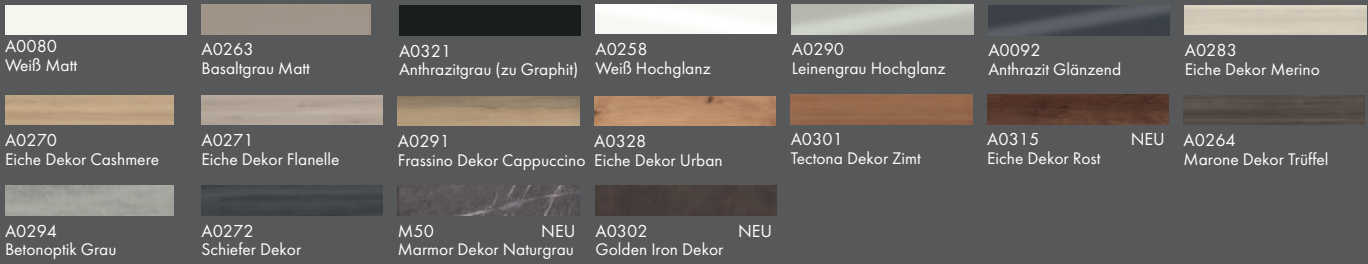 A0080
Weiß Matt
A0263
Basaltgrau Matt
A0321
Anthrazitgrau (zu Graphit)
A0258
Weiß Hochglanz
A0290
Leinengrau Hochglanz
A0092
Anthrazit Glänzend
A0283
Eiche Dekor Merino
A0270
Eiche Dekor Cashmere
A0271
Eiche Dekor Flanelle
A0291
Frassino Dekor Cappuccino
A0328
Eiche Dekor Urban
A0301
Tectona Dekor Zimt
A0315 NEU
Eiche Dekor Rost
A0264
Marone Dekor Trüffel
A0294
Betonoptik Grau
A0272
Schiefer Dekor
M50 NEU
Marmor Dekor Naturgrau
A0302 NEU
Golden Iron Dekor